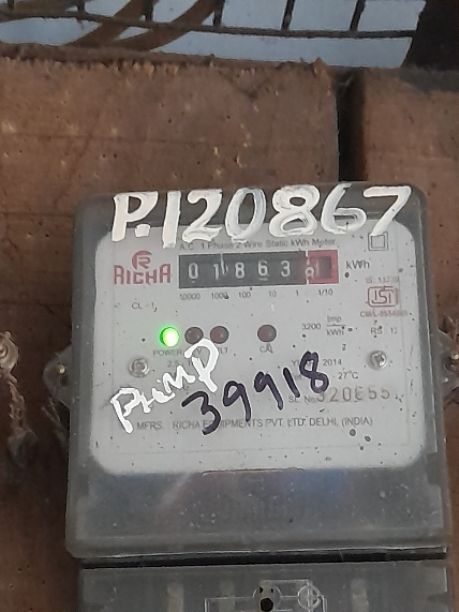 P.120867
A.C. 1 Phase 2 Wire Static kWh Meter
RICHA
0 1 8 6 3
kWh
10000 1000 100 10 1 1/10
CL -1
3200 Imp/kWh
POWER
CAL
2014
27°C
PUMP
39918
MFRS. RICHA EQUIPMENTS PVT. LTD. DELHI, (INDIA)